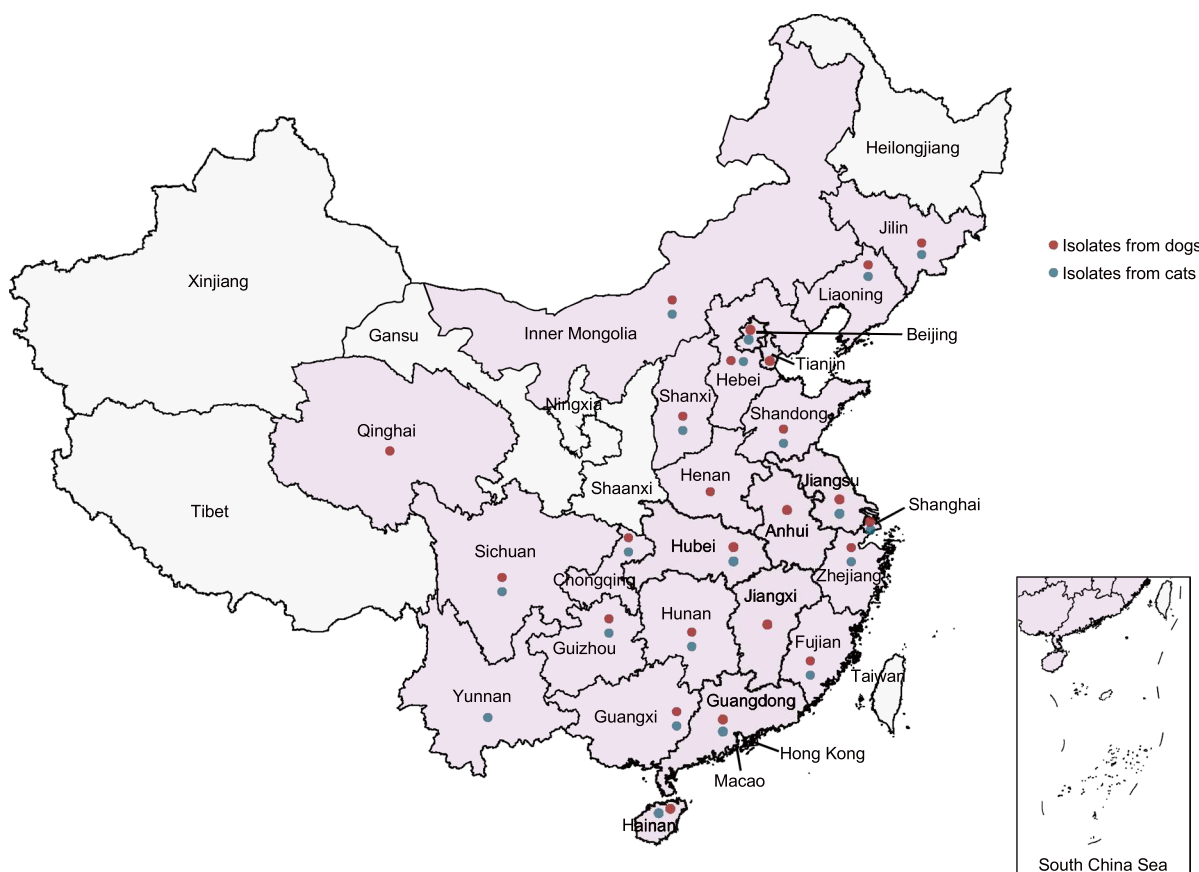 Heilongjiang
Jilin
Isolates from dogs
Isolates from cats
Xinjiang
Liaoning
Gansu
Inner Mongolia
Beijing
Tianjin
Hebei
Shanxi
Ningxia
Shandong
Qinghai
Henan
Jiangsu
Shaanxi
Shanghai
Tibet
Anhui
Hubei
Sichuan
Zhejiang
Chongqing
Jiangxi
Hunan
Fujian
Guizhou
Taiwan
Yunnan
Guangdong
Guangxi
Hong Kong
Macao
Hainan
South China Sea